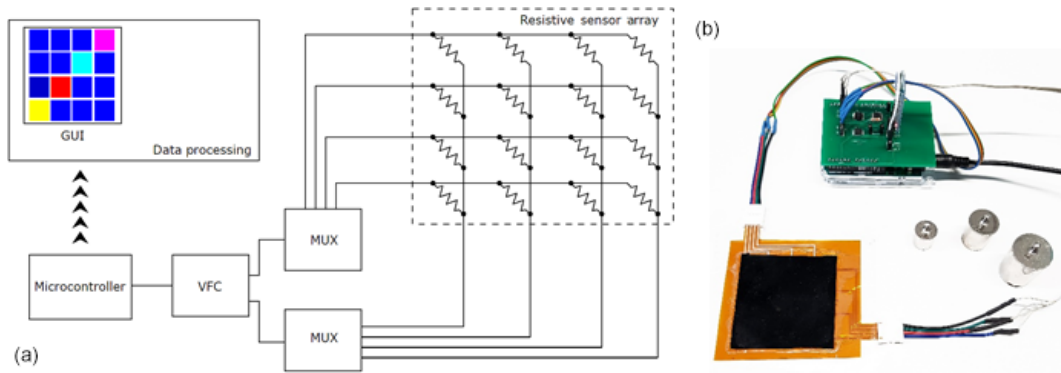 Resistive sensor array
(b)
GUI
Data processing
MUX
Microcontroller
VFC
MUX
(a)